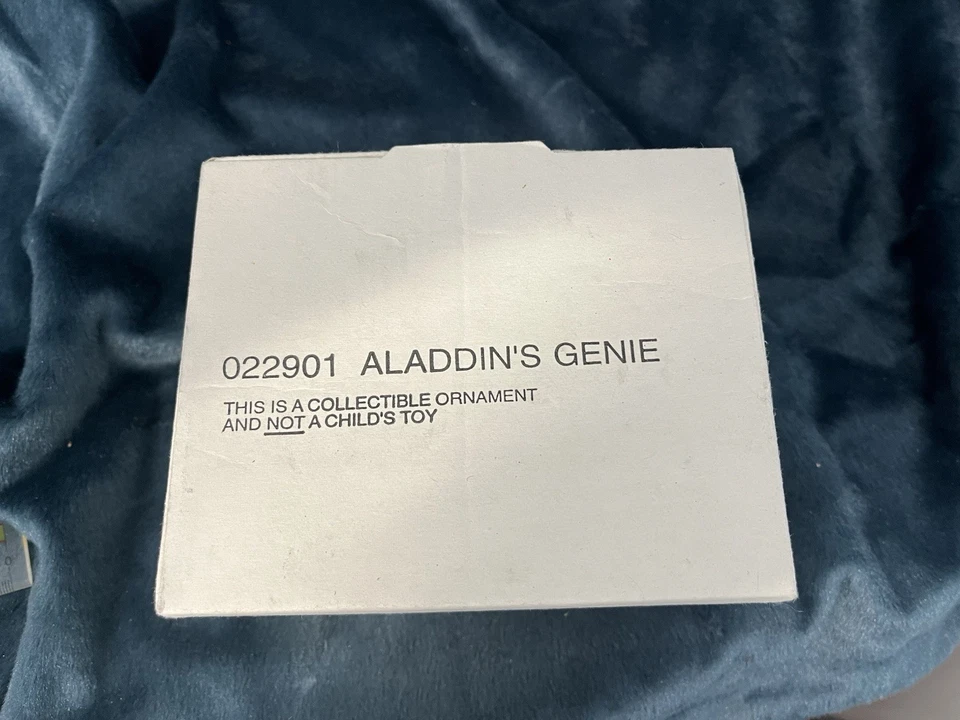 022901 ALADDIN'S GENIE
THIS IS A COLLECTIBLE ORNAMENT
AND NOT A CHILD'S TOY